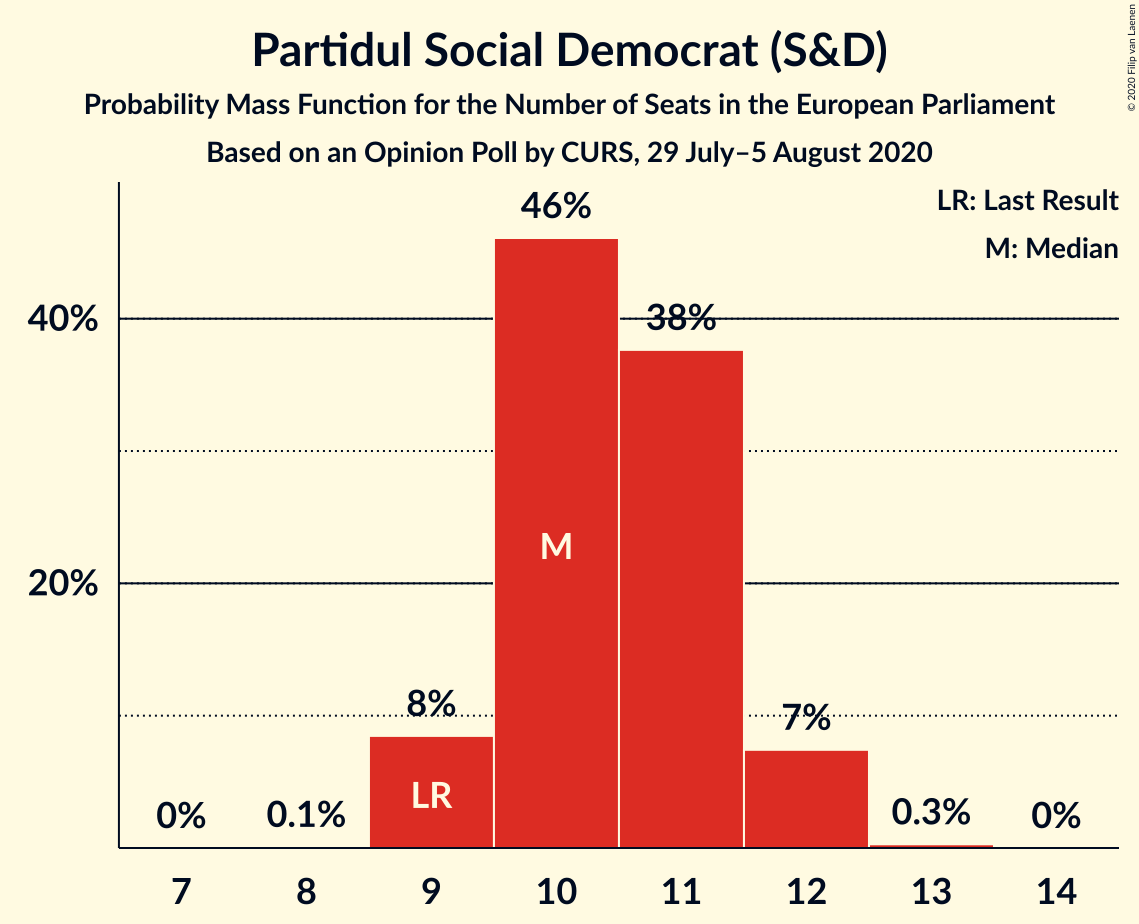 Partidul Social Democrat (S&D)
Probability Mass Function for the Number of Seats in the European Parliament
Based on an Opinion Poll by CURS, 29 July–5 August 2020
© 2020 Filip van Laenen
LR: Last Result
M: Median
40%
20%
0%
0.1%
8%
46%
38%
7%
0.3%
0%
LR
M
7
8
9
10
11
12
13
14